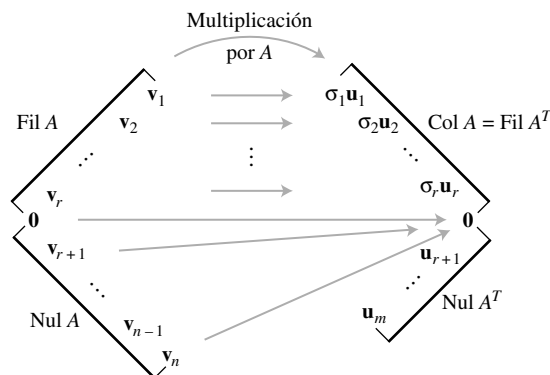 Multiplicación
por A
v1
σ1u1
Fil A
v2
σ2u2
Col A = Fil A^T
...
...
...
vr
σrur
0
0
vr + 1
ur + 1
...
...
Nul A
Nul A^T
vn – 1
um
vn